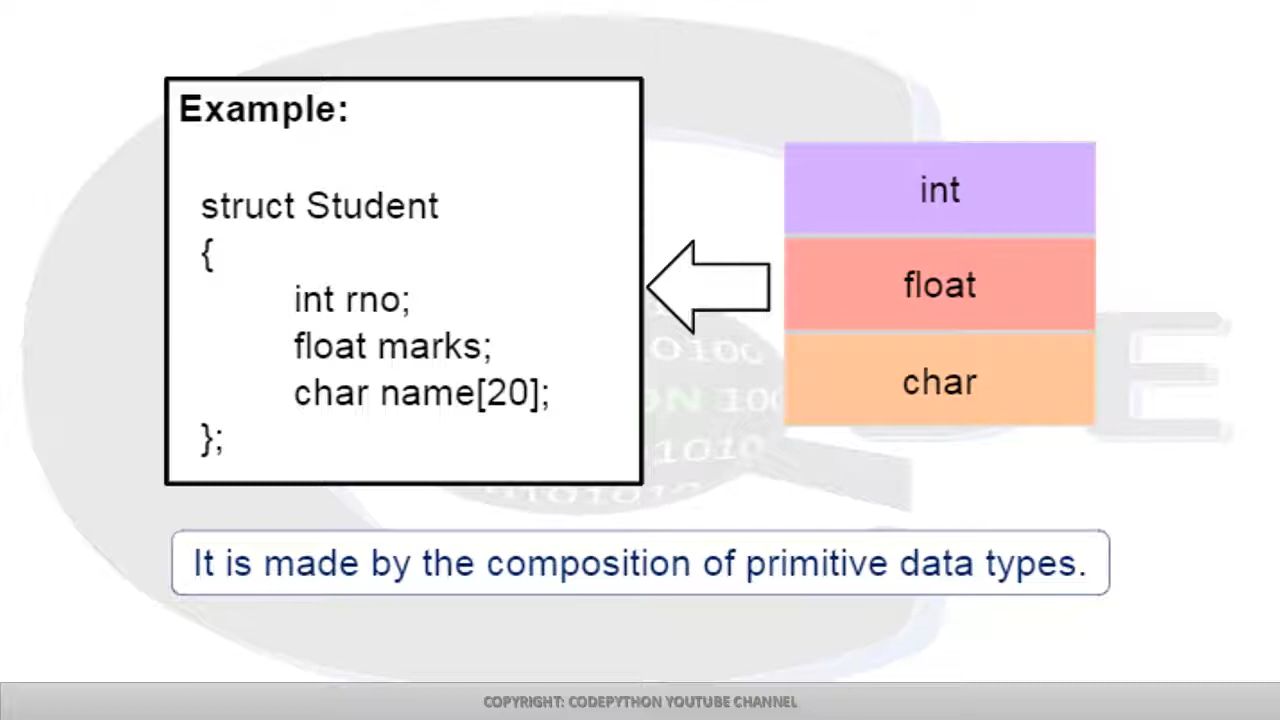 Example:
struct Student
{
int rno;
float marks;
char name[20];
};
int
float
char
It is made by the composition of primitive data types.
COPYRIGHT: CODEPYTHON YOUTUBE CHANNEL